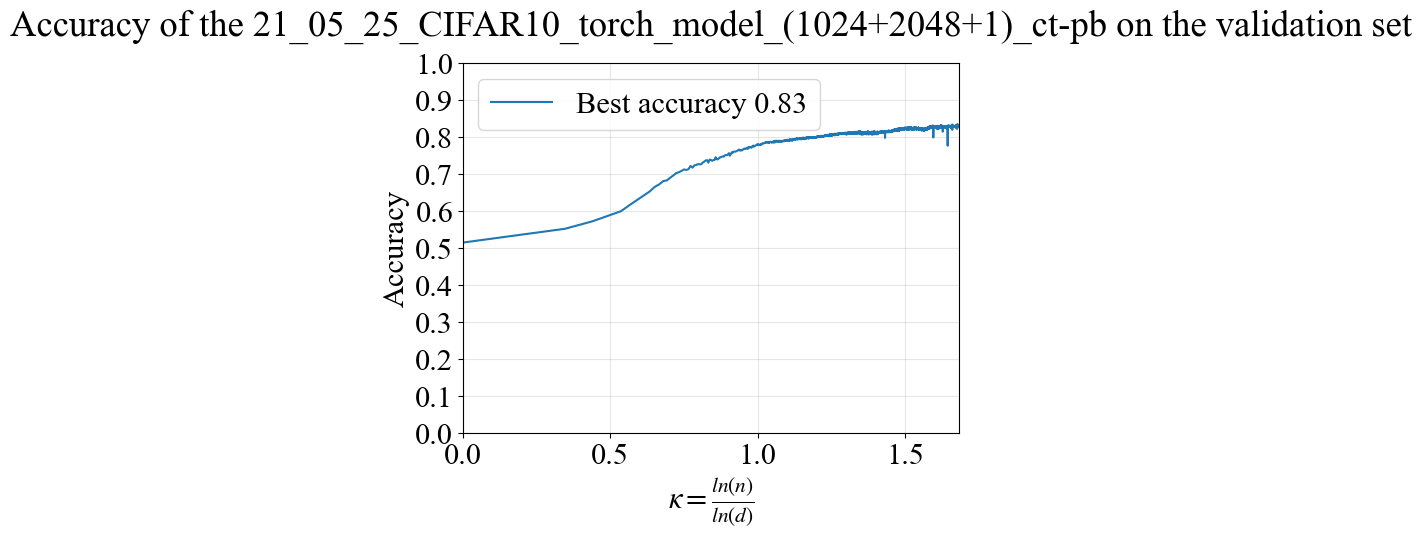 Accuracy of the 21_05_25_CIFAR10_torch_model_(1024+2048+1)_ct-pb on the validation set
1.0
0.9
0.8
0.7
0.6
0.5
0.4
0.3
0.2
0.1
0.0
Accuracy
Best accuracy 0.83
0.0 0.5 1.0 1.5
κ = ln(n)
ln(d)